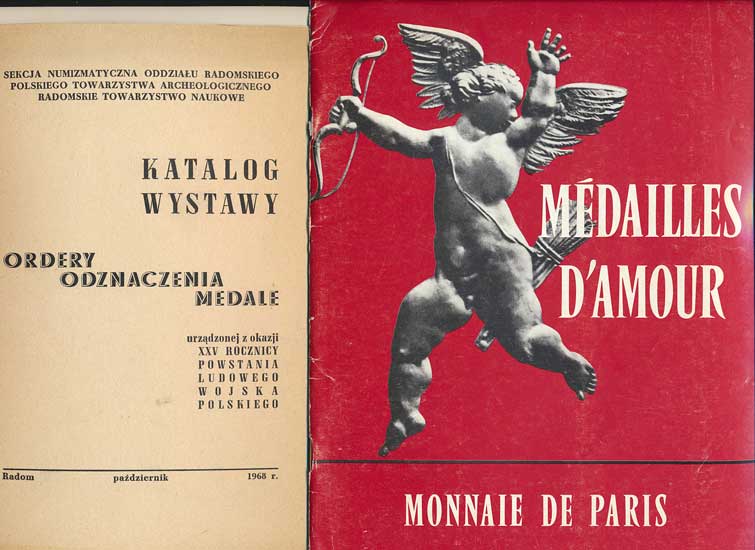 SEKCJA NUMIZMATYCZNA ODDZIAŁU RADOMSKIEGO
POLSKIEGO TOWARZYSTWA ARCHEOLOGICZNEGO
RADOMSKIE TOWARZYSTWO NAUKOWE
KATALOG
WYSTAWY
ORDERY
ODZNACZENIA
MEDALE
urządzonej z okazji
XXV ROCZNICY
POWSTANIA
LUDOWEGO
WOJSKA
POLSKIEGO
Radom październik 1968 r.
MÉDAILLES
D'AMOUR
MONNAIE DE PARIS